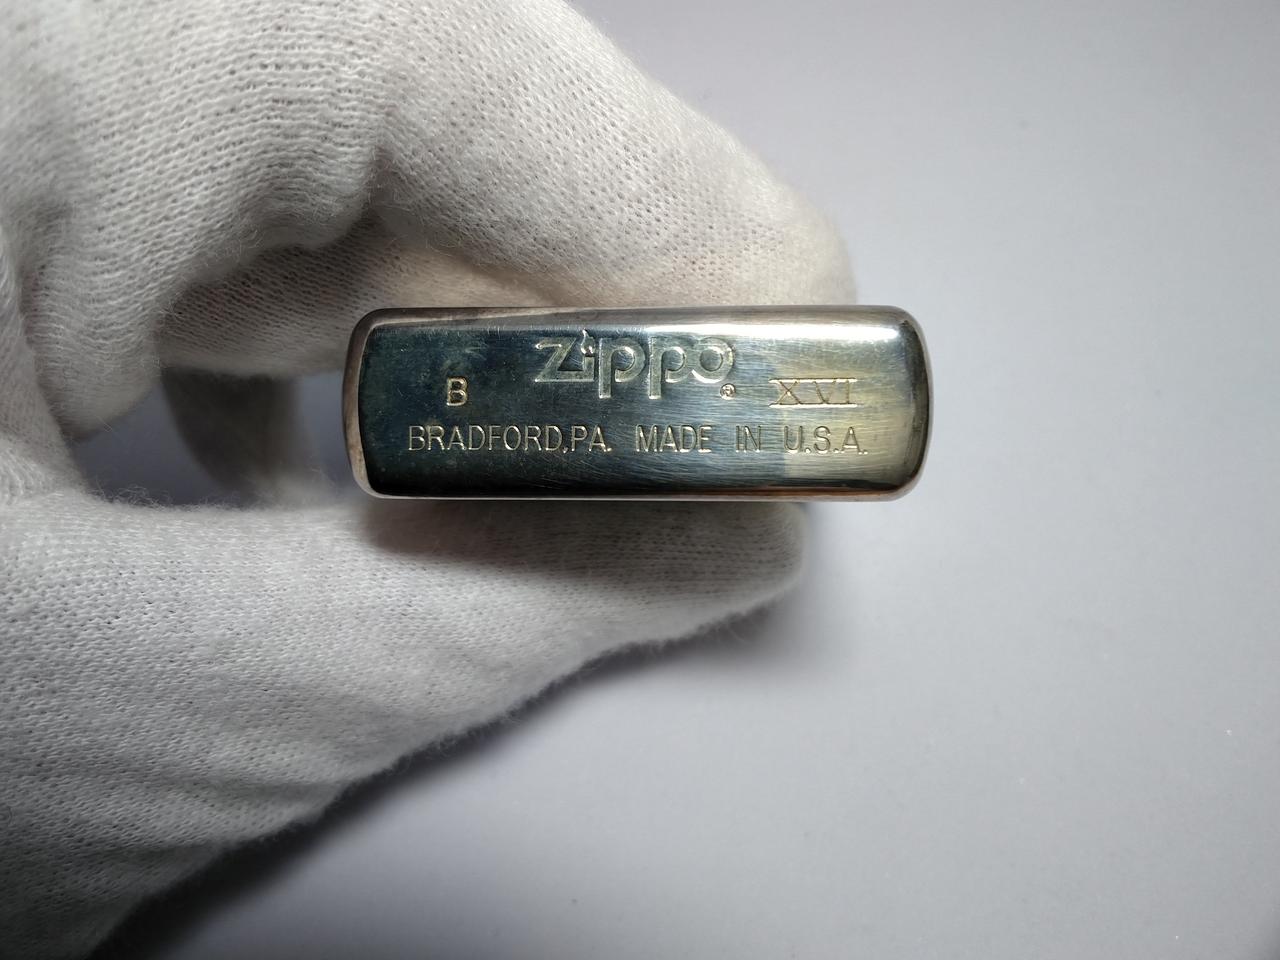 Zippo®
B XVI
BRADFORD,PA. MADE IN U.S.A.